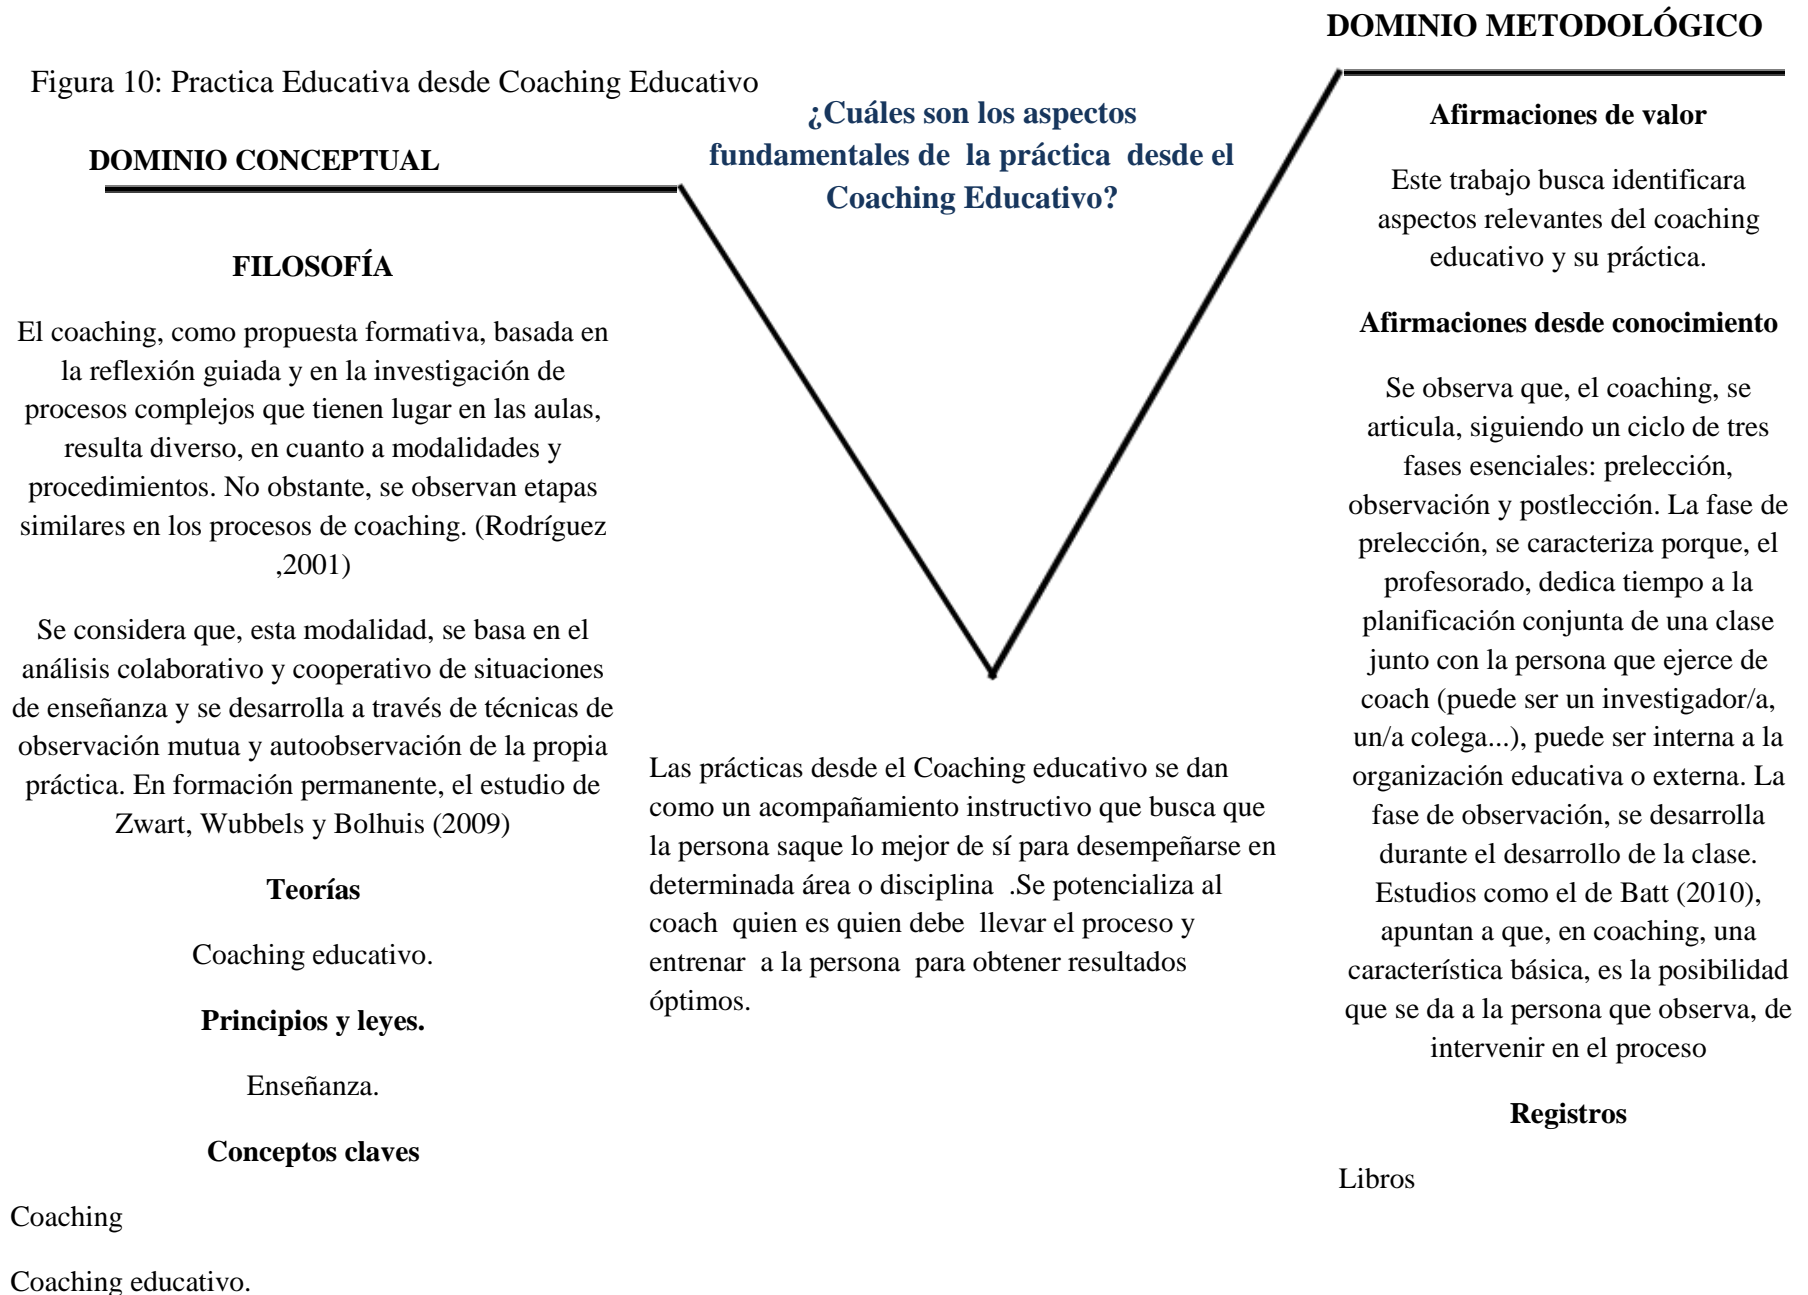 Figura 10: Practica Educativa desde Coaching Educativo
DOMINIO CONCEPTUAL
FILOSOFÍA
El coaching, como propuesta formativa, basada en
la reflexión guiada y en la investigación de
procesos complejos que tienen lugar en las aulas,
resulta diverso, en cuanto a modalidades y
procedimientos. No obstante, se observan etapas
similares en los procesos de coaching. (Rodríguez
,2001)
Se considera que, esta modalidad, se basa en el
análisis colaborativo y cooperativo de situaciones
de enseñanza y se desarrolla a través de técnicas de
observación mutua y autoobservación de la propia
práctica. En formación permanente, el estudio de
Zwart, Wubbels y Bolhuis (2009)
Teorías
Coaching educativo.
Principios y leyes.
Enseñanza.
Conceptos claves
Coaching
Coaching educativo.
¿Cuáles son los aspectos
fundamentales de  la práctica  desde el
Coaching Educativo?
Las prácticas desde el Coaching educativo se dan
como un acompañamiento instructivo que busca que
la persona saque lo mejor de sí para desempeñarse en
determinada área o disciplina  .Se potencializa al
coach  quien es quien debe  llevar el proceso y
entrenar  a la persona  para obtener resultados
óptimos.
DOMINIO METODOLÓGICO
Afirmaciones de valor
Este trabajo busca identificara
aspectos relevantes del coaching
educativo y su práctica.
Afirmaciones desde conocimiento
Se observa que, el coaching, se
articula, siguiendo un ciclo de tres
fases esenciales: prelección,
observación y postlección. La fase de
prelección, se caracteriza porque, el
profesorado, dedica tiempo a la
planificación conjunta de una clase
junto con la persona que ejerce de
coach (puede ser un investigador/a,
un/a colega...), puede ser interna a la
organización educativa o externa. La
fase de observación, se desarrolla
durante el desarrollo de la clase.
Estudios como el de Batt (2010),
apuntan a que, en coaching, una
característica básica, es la posibilidad
que se da a la persona que observa, de
intervenir en el proceso
Registros
Libros